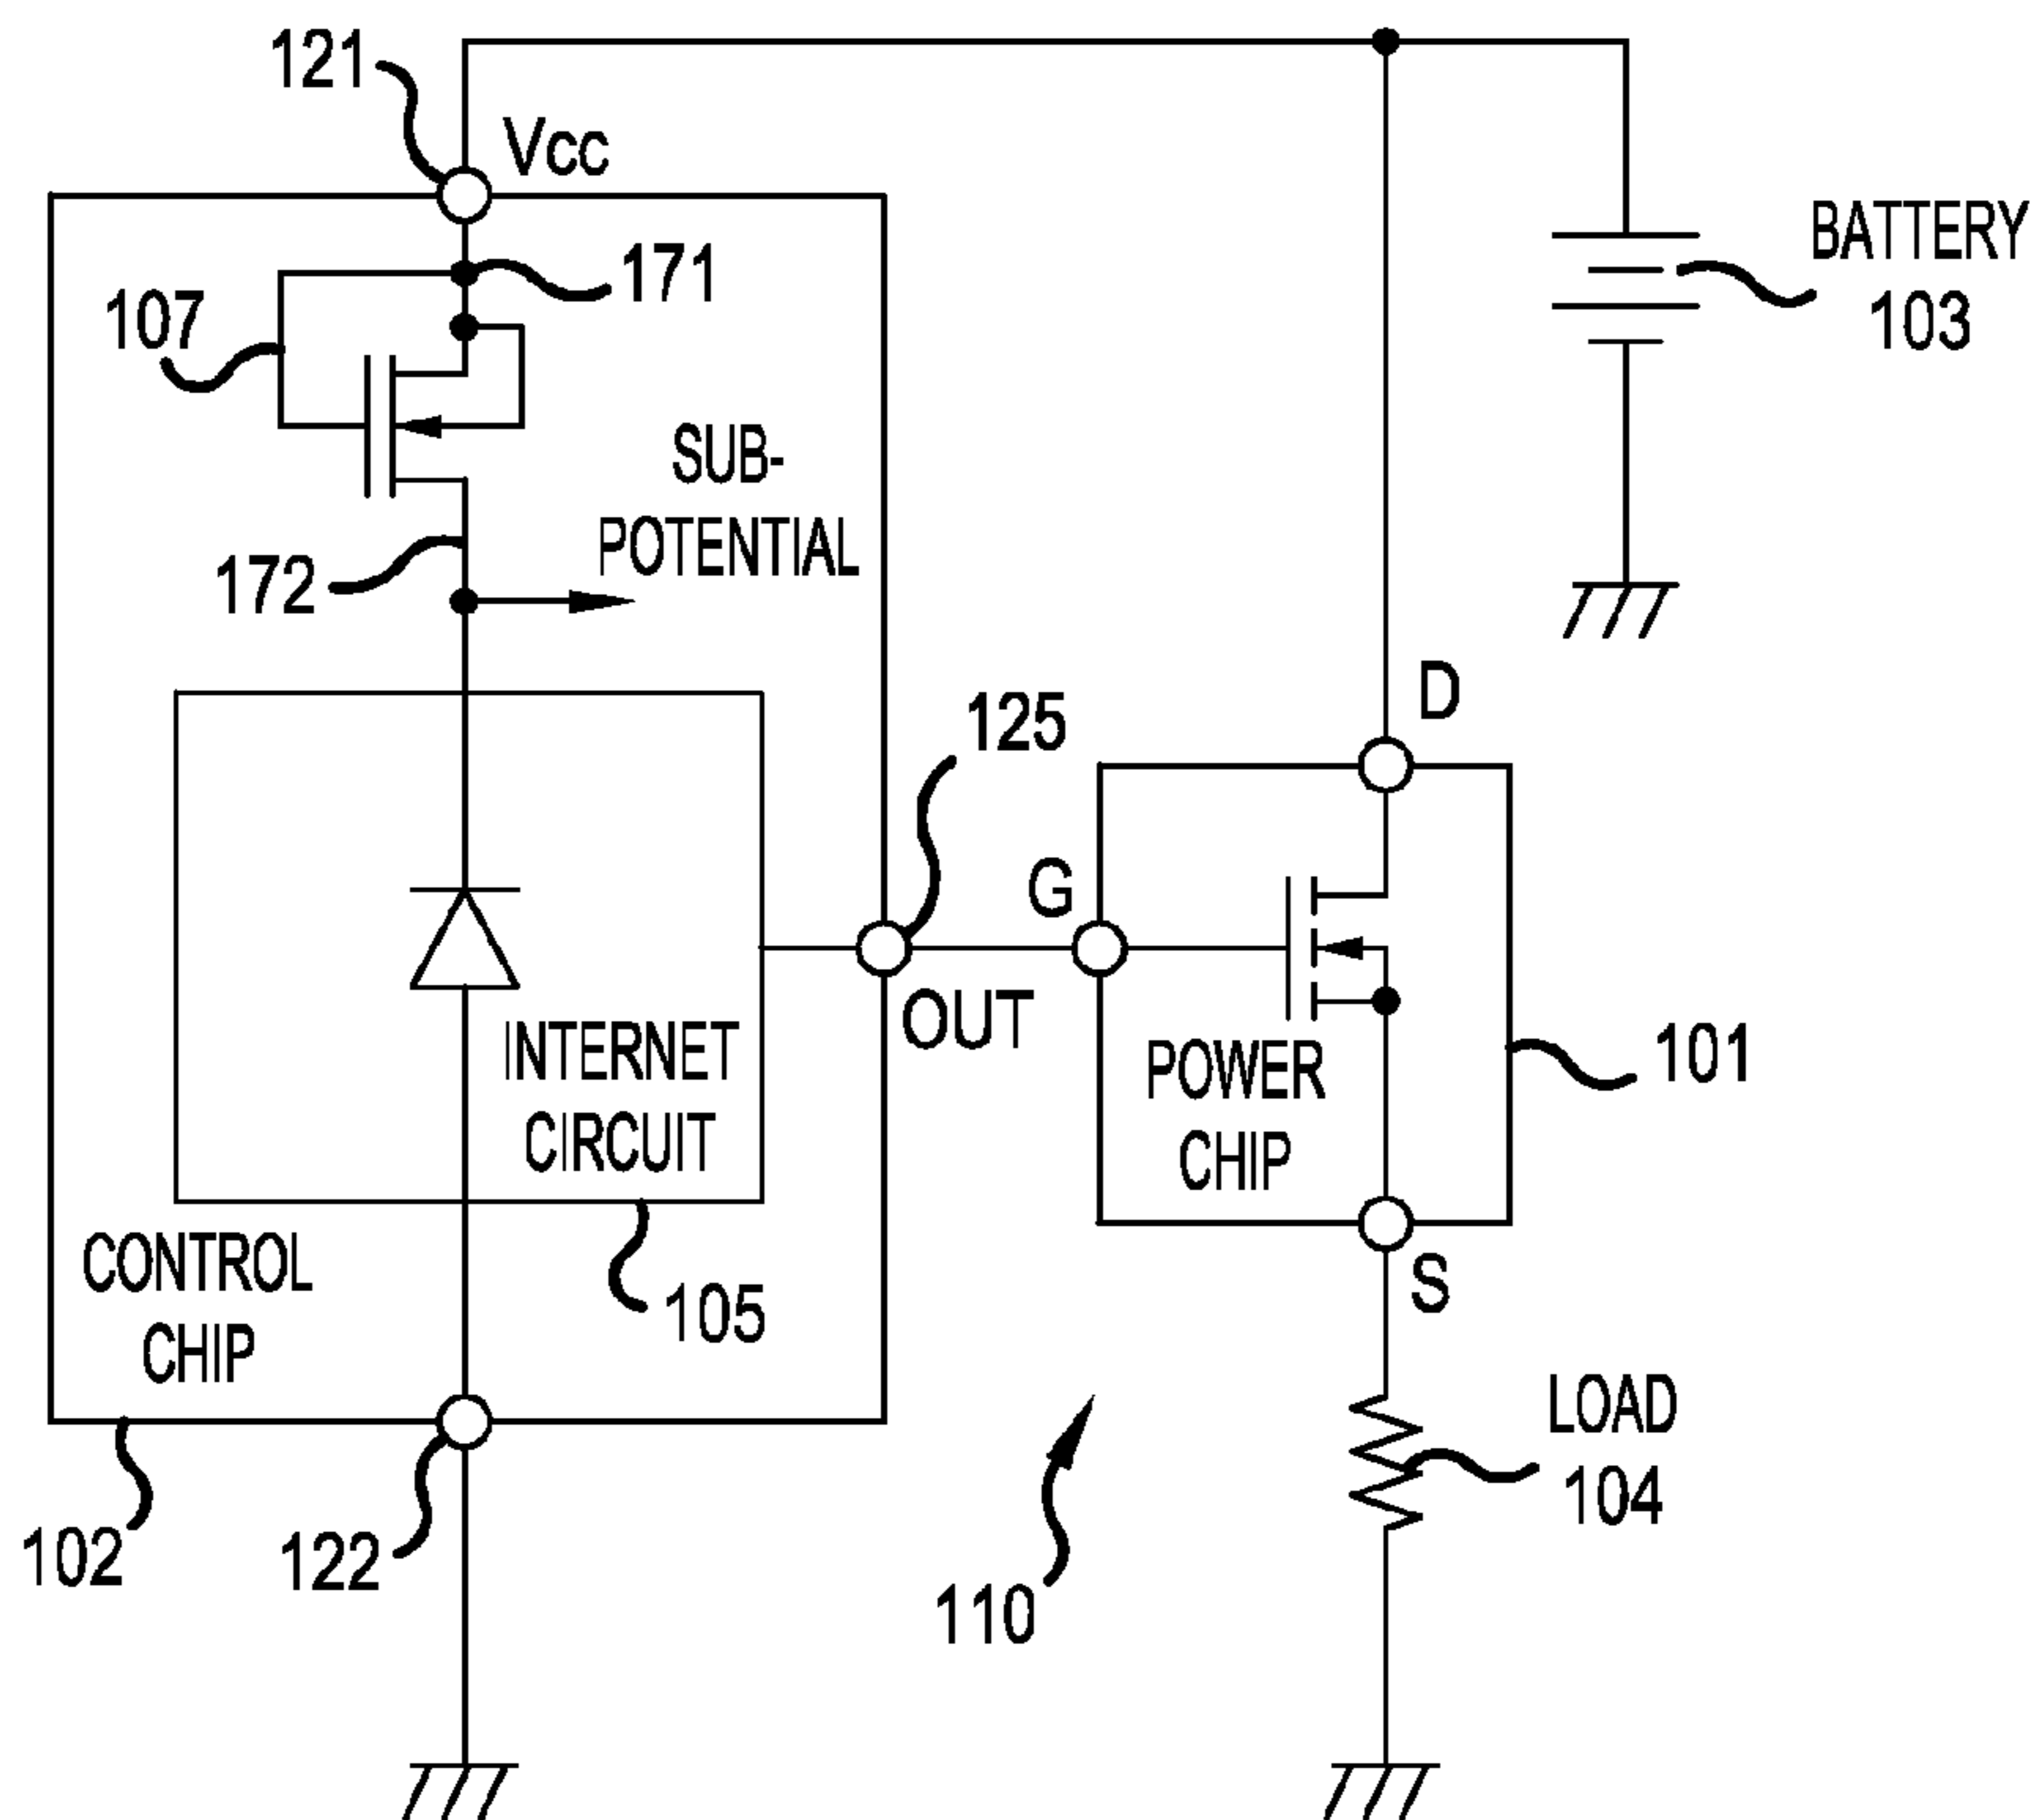 121
Vcc
BATTERY
103
171
107
SUB-
POTENTIAL
172
D
125
G
OUT
INTERNET
CIRCUIT
POWER
CHIP
101
CONTROL
CHIP
105
S
LOAD
104
102
122
110